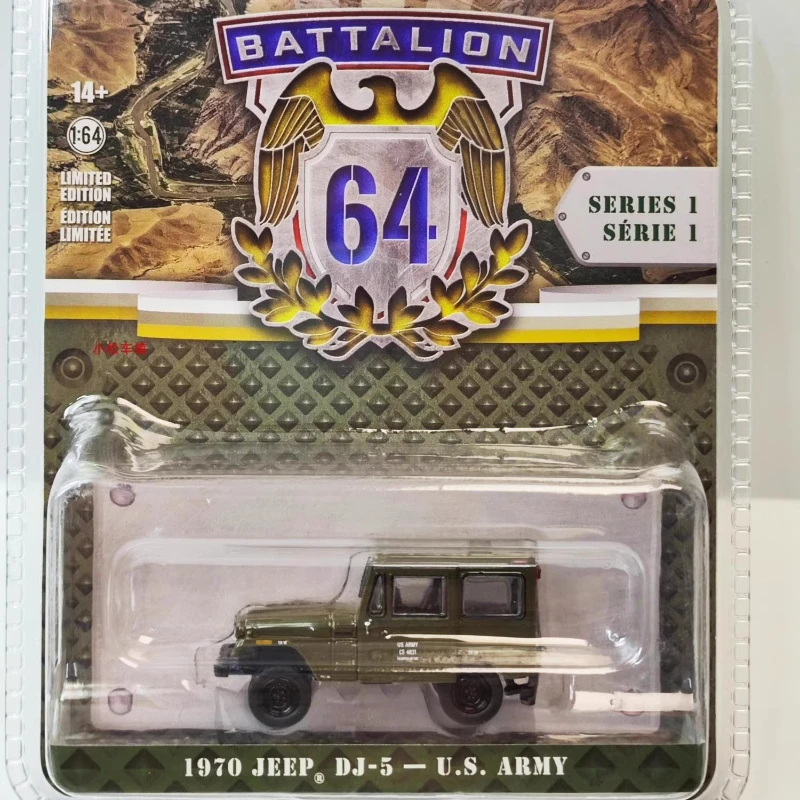 BATTALION
64
14+
1:64
LIMITED
EDITION
ÉDITION
LIMITÉE
SERIES 1
SÉRIE 1
US ARMY
1970 JEEP® DJ-5 — U.S. ARMY